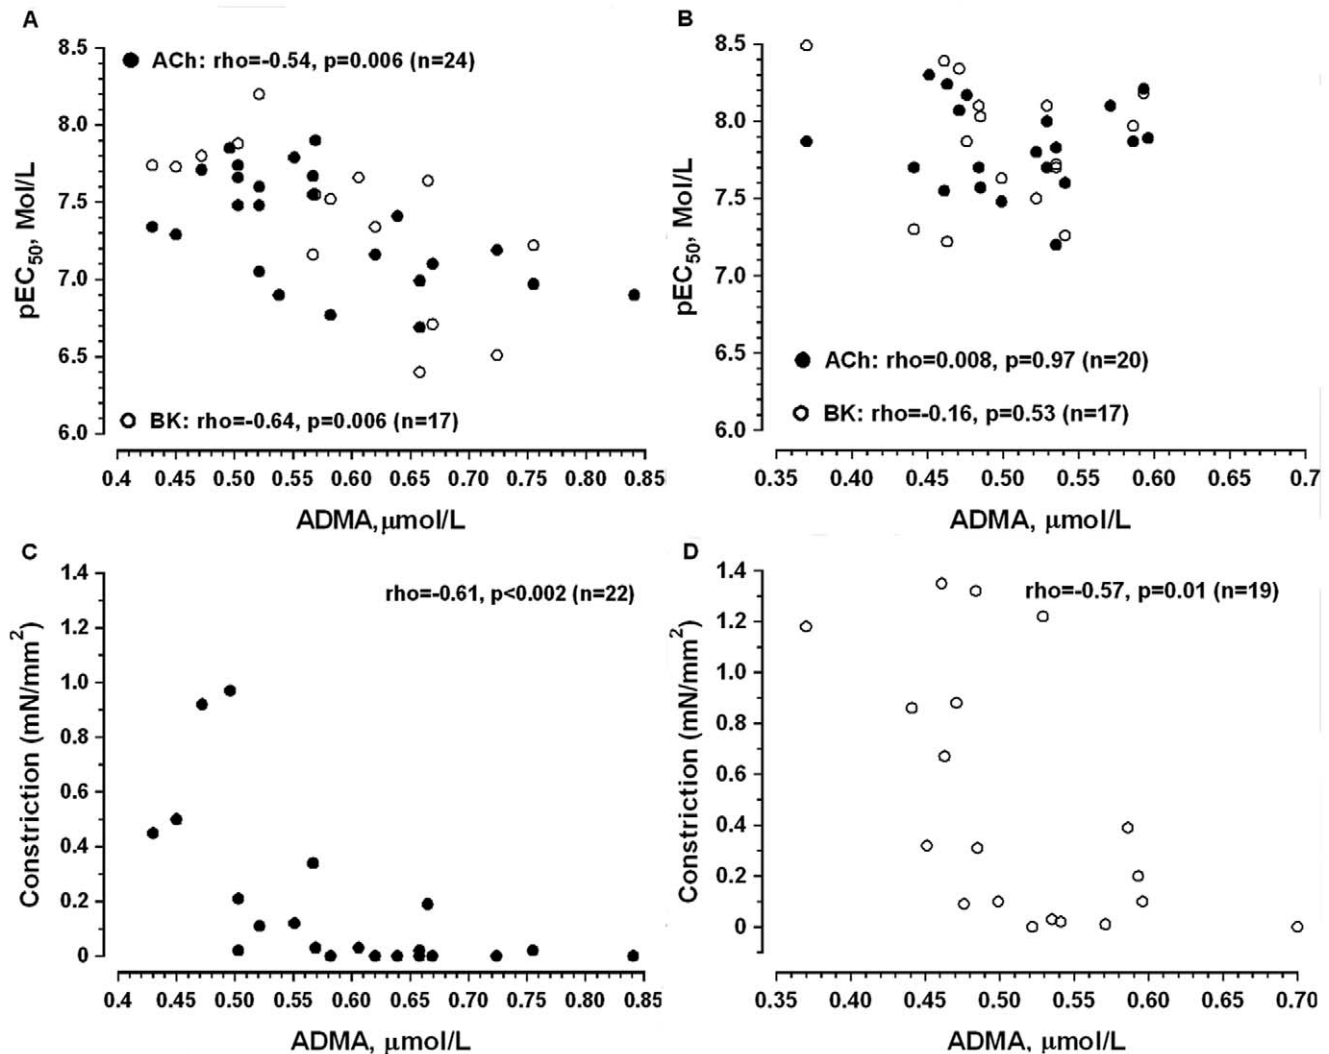 A
8.5
ACh: rho=-0.54, p=0.006 (n=24)
8.0
7.5
7.0
6.5
BK: rho=-0.64, p=0.006 (n=17)
6.0
pEC50, Mol/L
0.4 0.45 0.50 0.55 0.60 0.65 0.70 0.75 0.80 0.85
ADMA,μmol/L
B
8.5
8.0
7.5
7.0
6.5
ACh: rho=0.008, p=0.97 (n=20)
BK: rho=-0.16, p=0.53 (n=17)
6.0
pEC50, Mol/L
0.35 0.40 0.45 0.50 0.55 0.60 0.65 0.7
ADMA, μmol/L
C
1.4
rho=-0.61, p<0.002 (n=22)
1.2
1.0
0.8
0.6
0.4
0.2
0
Constriction (mN/mm2)
0.4 0.45 0.50 0.55 0.60 0.65 0.70 0.75 0.80 0.85
ADMA, μmol/L
D
1.4
rho=-0.57, p=0.01 (n=19)
1.2
1.0
0.8
0.6
0.4
0.2
0
Constriction (mN/mm2)
0.35 0.40 0.45 0.50 0.55 0.60 0.65 0.70
ADMA, μmol/L